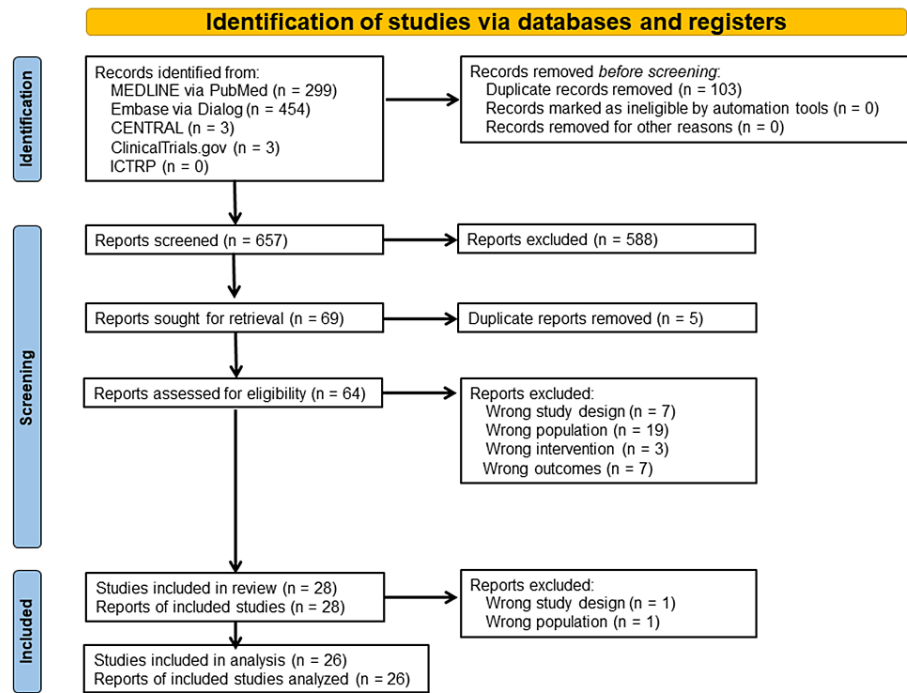 Identification of studies via databases and registers
Identification
Records identified from:
MEDLINE via PubMed (n = 299)
Embase via Dialog (n = 454)
CENTRAL (n = 3)
ClinicalTrials.gov (n = 3)
ICTRP (n = 0)
Records removed before screening:
Duplicate records removed (n = 103)
Records marked as ineligible by automation tools (n = 0)
Records removed for other reasons (n = 0)
Screening
Reports screened (n = 657)
Reports excluded (n = 588)
Reports sought for retrieval (n = 69)
Duplicate reports removed (n = 5)
Reports assessed for eligibility (n = 64)
Reports excluded:
Wrong study design (n = 7)
Wrong population (n = 19)
Wrong intervention (n = 3)
Wrong outcomes (n = 7)
Included
Studies included in review (n = 28)
Reports of included studies (n = 28)
Reports excluded:
Wrong study design (n = 1)
Wrong population (n = 1)
Studies included in analysis (n = 26)
Reports of included studies analyzed (n = 26)